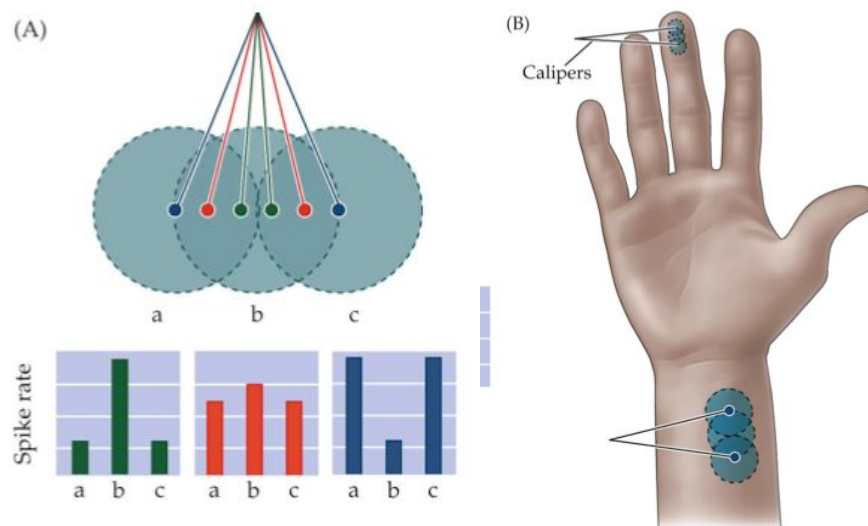 (A)
a b c
Spike rate
a b c a b c a b c
(B)
Calipers